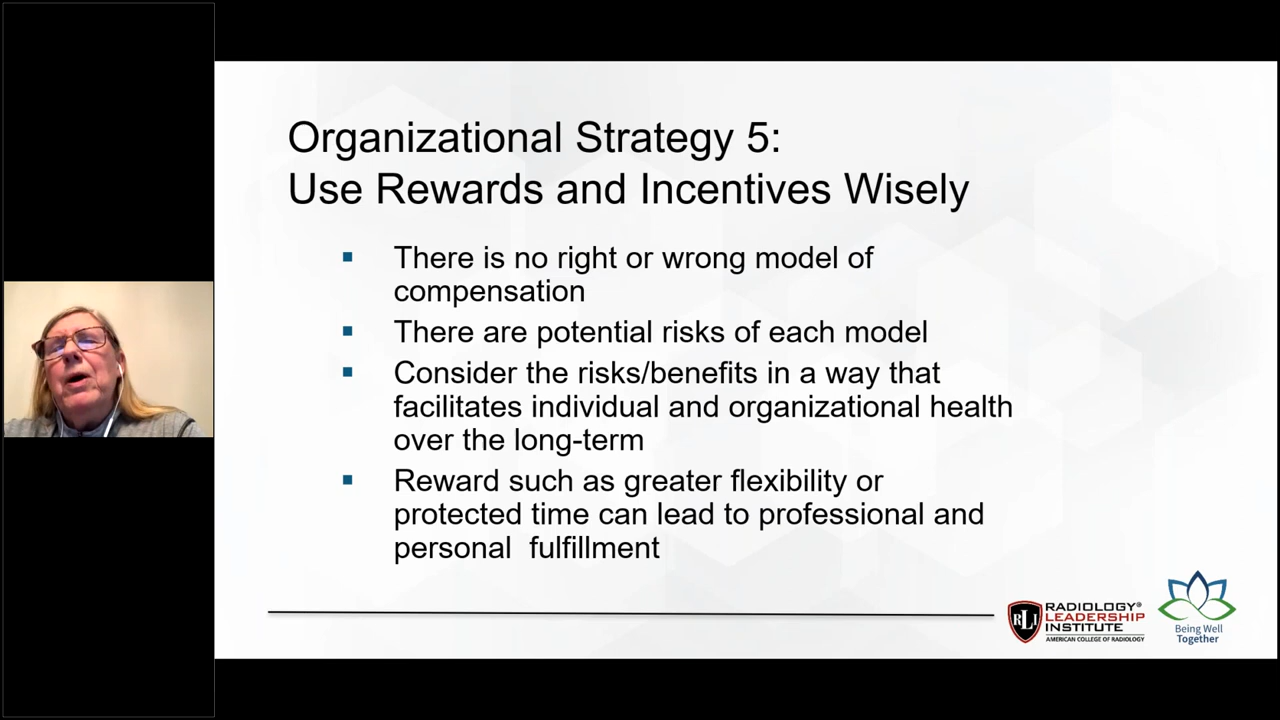 Organizational Strategy 5:
Use Rewards and Incentives Wisely
▪ There is no right or wrong model of
compensation
▪ There are potential risks of each model
▪ Consider the risks/benefits in a way that
facilitates individual and organizational health
over the long-term
▪ Reward such as greater flexibility or
protected time can lead to professional and
personal  fulfillment
RLI
RADIOLOGY®
LEADERSHIP
INSTITUTE
AMERICAN COLLEGE OF RADIOLOGY
Being Well
Together